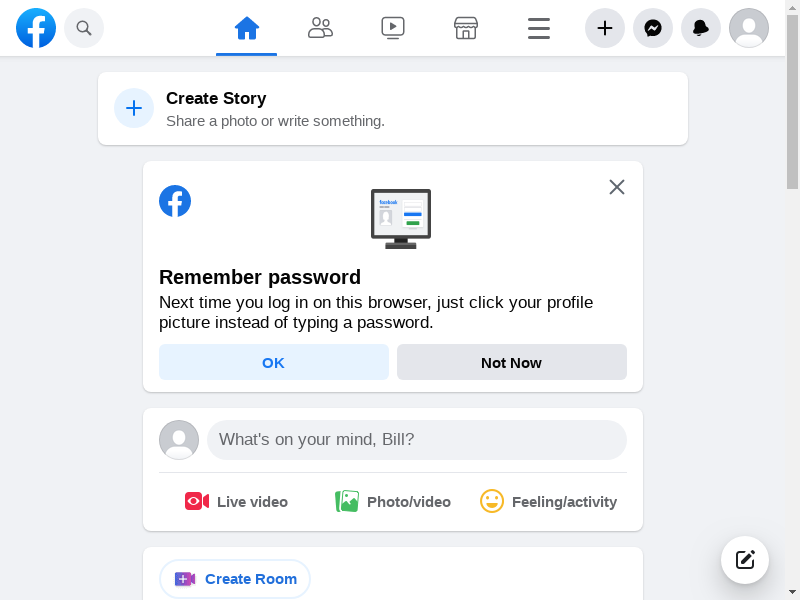 Create Story
Share a photo or write something.
facebook
Remember password
Next time you log in on this browser, just click your profile
picture instead of typing a password.
OK
Not Now
What's on your mind, Bill?
Live video
Photo/video
Feeling/activity
Create Room